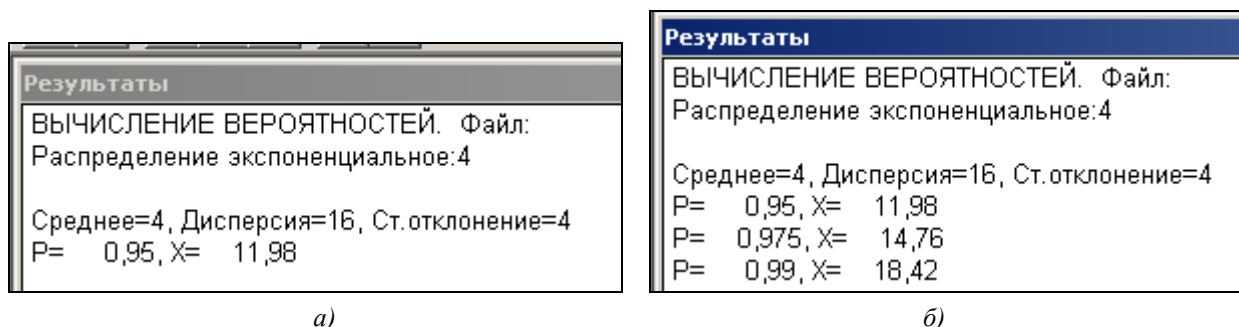 Результаты
ВЫЧИСЛЕНИЕ ВЕРОЯТНОСТЕЙ. Файл:
Распределение экспоненциальное:4
Среднее=4, Дисперсия=16, Ст.отклонение=4
P= 0,95, X= 11,98
а)
Результаты
ВЫЧИСЛЕНИЕ ВЕРОЯТНОСТЕЙ. Файл:
Распределение экспоненциальное:4
Среднее=4, Дисперсия=16, Ст.отклонение=4
P= 0,95, X= 11,98
P= 0,975, X= 14,76
P= 0,99, X= 18,42
б)